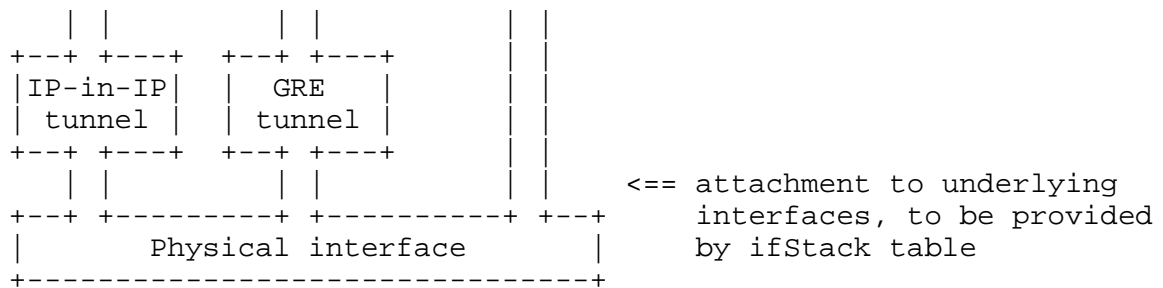 IP-in-IP GRE
tunnel tunnel
<== attachment to underlying
interfaces, to be provided
Physical interface by ifStack table